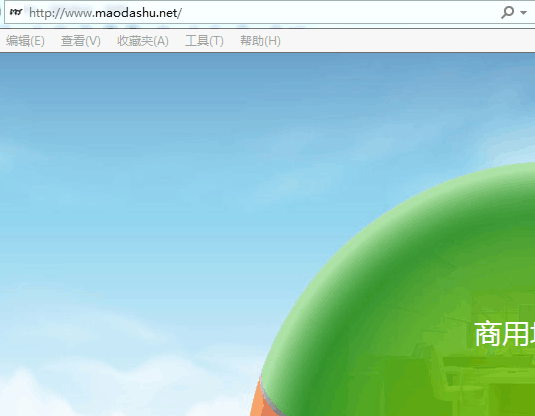 http://www.maodashu.net/
编辑(E) 查看(V) 收藏夹(A) 工具(T) 帮助(H)
商用